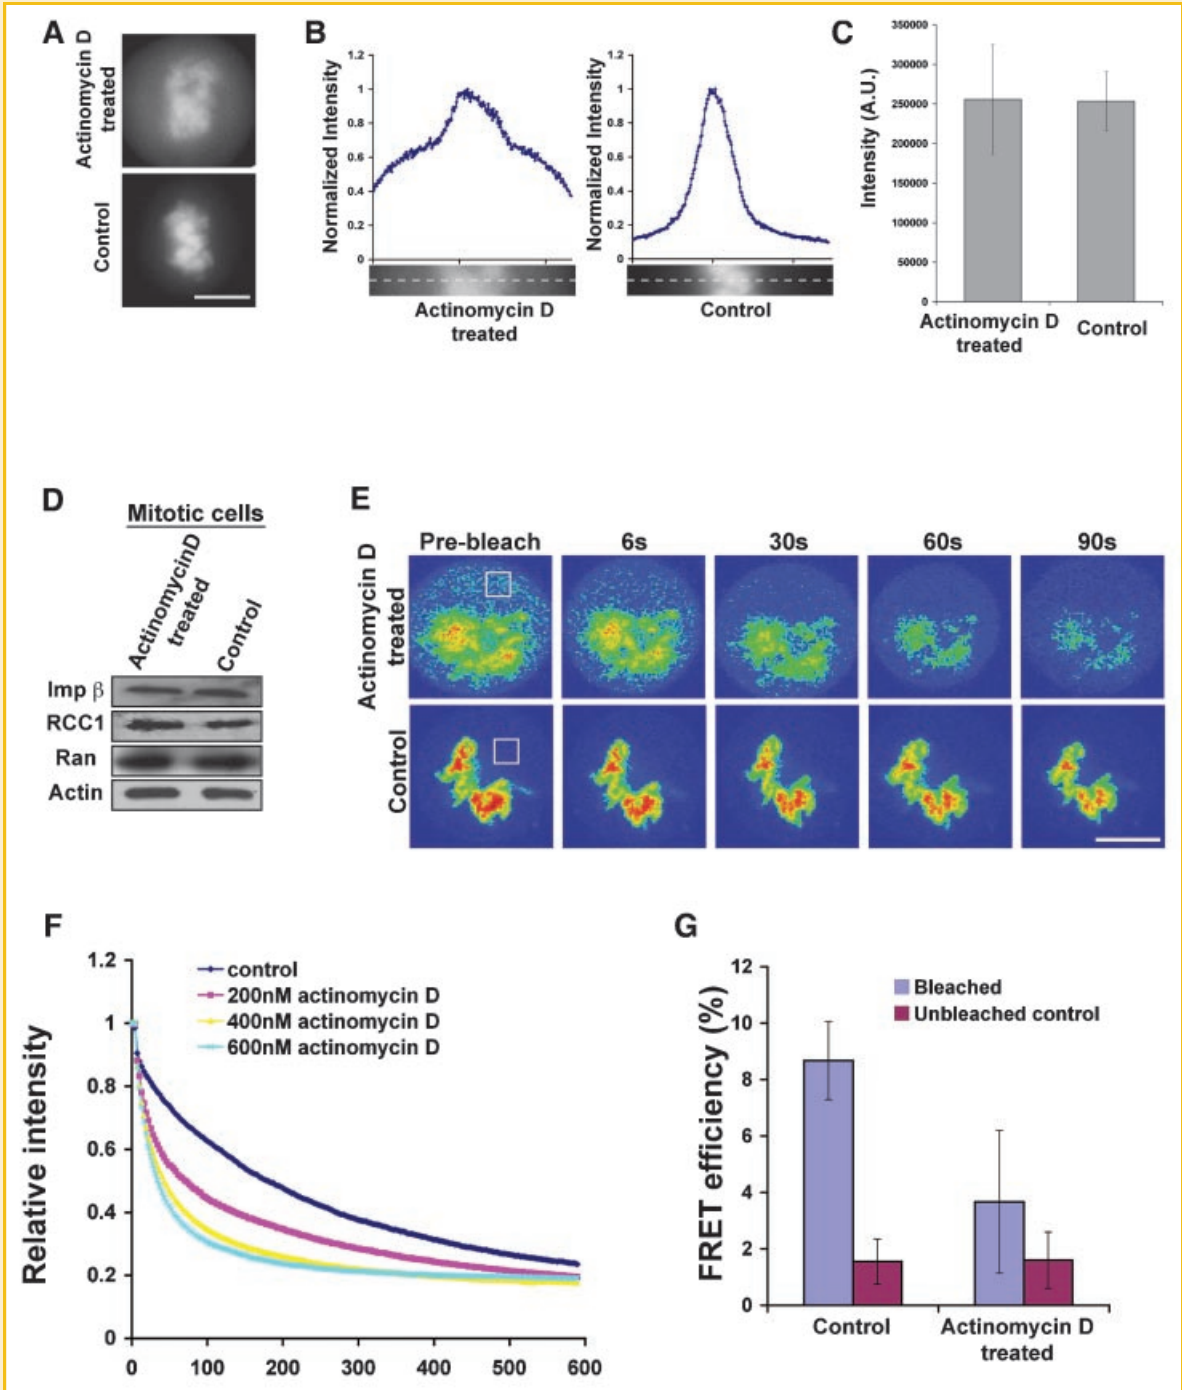 A
Actinomycin D
treated
Control
B
Normalized Intensity
1.2
1
0.8
0.6
0.4
0.2
0
Actinomycin D
treated
Normalized Intensity
1.2
1
0.8
0.6
0.4
0.2
0
Control
C
Intensity (A.U.)
350000
300000
250000
200000
150000
100000
50000
0
Actinomycin D
treated
Control
D
Mitotic cells
ActinomycinD
treated
Control
Imp β
RCC1
Ran
Actin
E
Pre-bleach 6s 30s 60s 90s
Actinomycin D
treated
Control
F
Relative intensity
1.2
1
0.8
0.6
0.4
0.2
0
control
200nM actinomycin D
400nM actinomycin D
600nM actinomycin D
0 100 200 300 400 500 600
G
FRET efficiency (%)
12
10
8
6
4
2
0
Bleached
Unbleached control
Control
Actinomycin D
treated